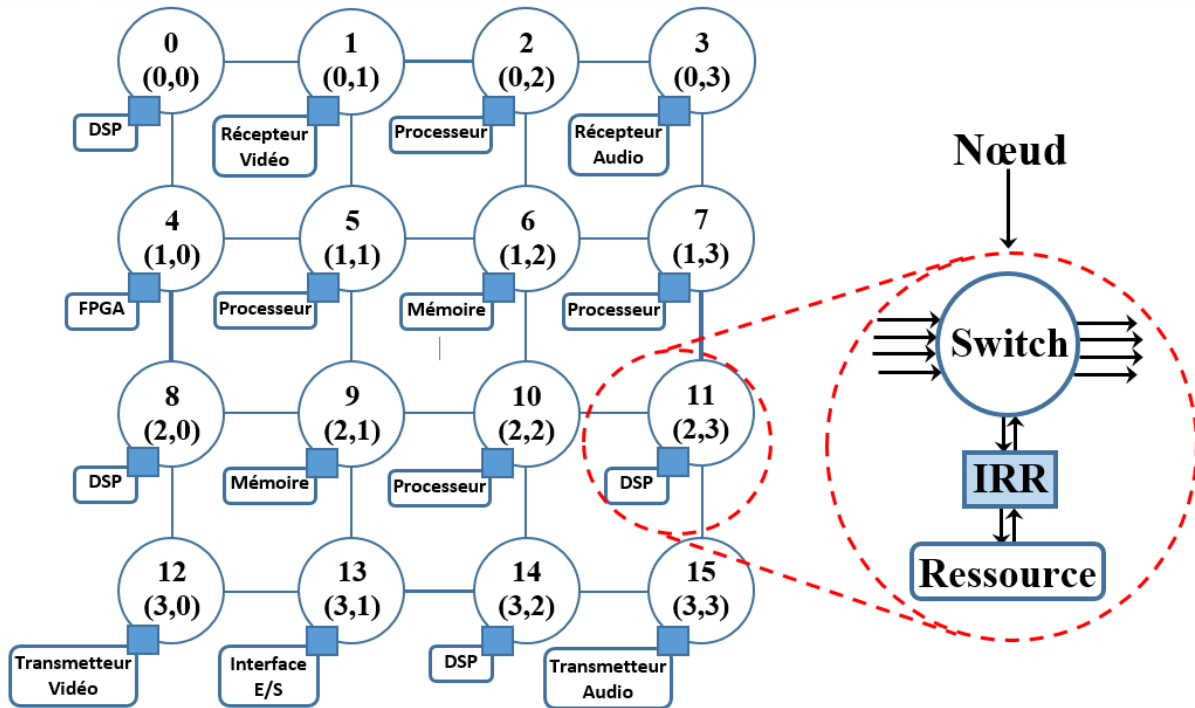 0
(0,0)
1
(0,1)
2
(0,2)
3
(0,3)
DSP
Récepteur
Vidéo
Processeur
Récepteur
Audio
4
(1,0)
5
(1,1)
6
(1,2)
7
(1,3)
FPGA
Processeur
Mémoire
Processeur
8
(2,0)
9
(2,1)
10
(2,2)
11
(2,3)
DSP
Mémoire
Processeur
DSP
12
(3,0)
13
(3,1)
14
(3,2)
15
(3,3)
Transmetteur
Vidéo
Interface
E/S
DSP
Transmetteur
Audio
Nœud
Switch
IRR
Ressource